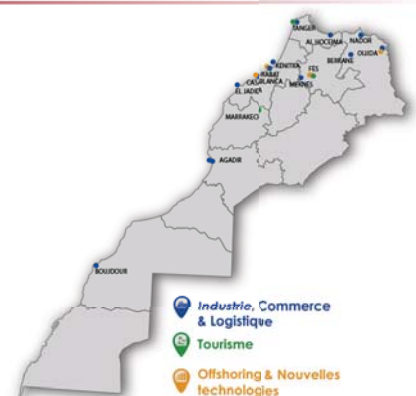 TANGER
AL HOCEIMA
NADOR
OUJDA
BERKANE
KENITRA
FES
RABAT
CASABLANCA
MEKNES
EL JADIDA
MARRAKECH
AGADIR
BOUJDOUR
Industrie, Commerce
& Logistique
Tourisme
Offshoring & Nouvelles
technologies